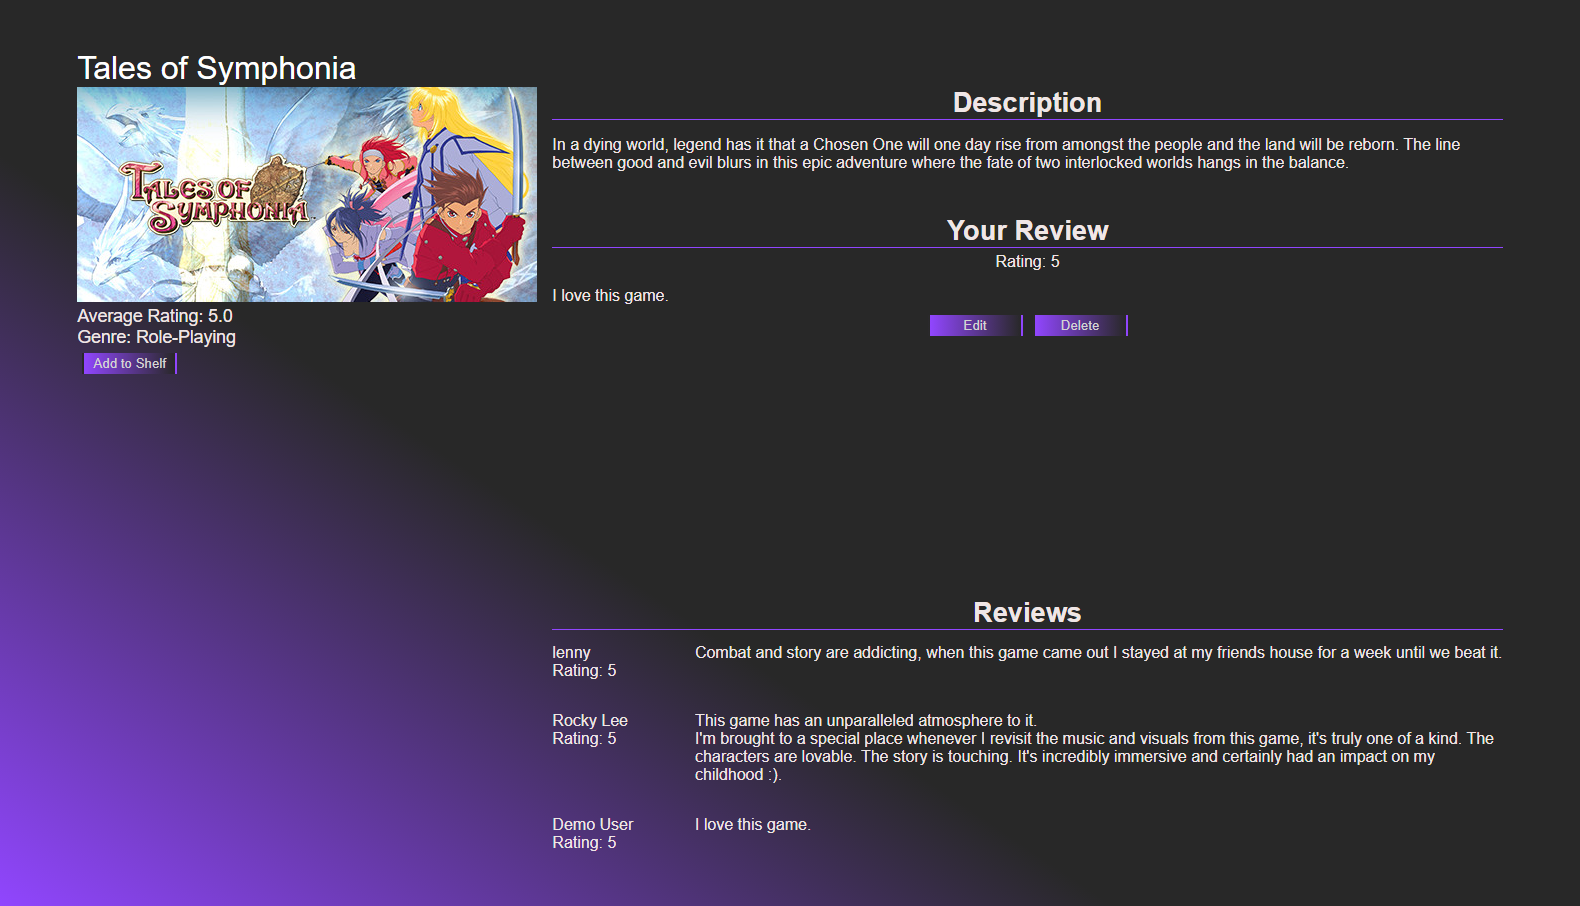 Tales of Symphonia
TALES OF
SYMPHONIA
Average Rating: 5.0
Genre: Role-Playing
Add to Shelf
Description
In a dying world, legend has it that a Chosen One will one day rise from amongst the people and the land will be reborn. The line
between good and evil blurs in this epic adventure where the fate of two interlocked worlds hangs in the balance.
Your Review
Rating: 5
I love this game.
Edit
Delete
Reviews
lenny
Rating: 5
Combat and story are addicting, when this game came out I stayed at my friends house for a week until we beat it.
Rocky Lee
Rating: 5
This game has an unparalleled atmosphere to it.
I'm brought to a special place whenever I revisit the music and visuals from this game, it's truly one of a kind. The
characters are lovable. The story is touching. It's incredibly immersive and certainly had an impact on my
childhood :).
Demo User
Rating: 5
I love this game.